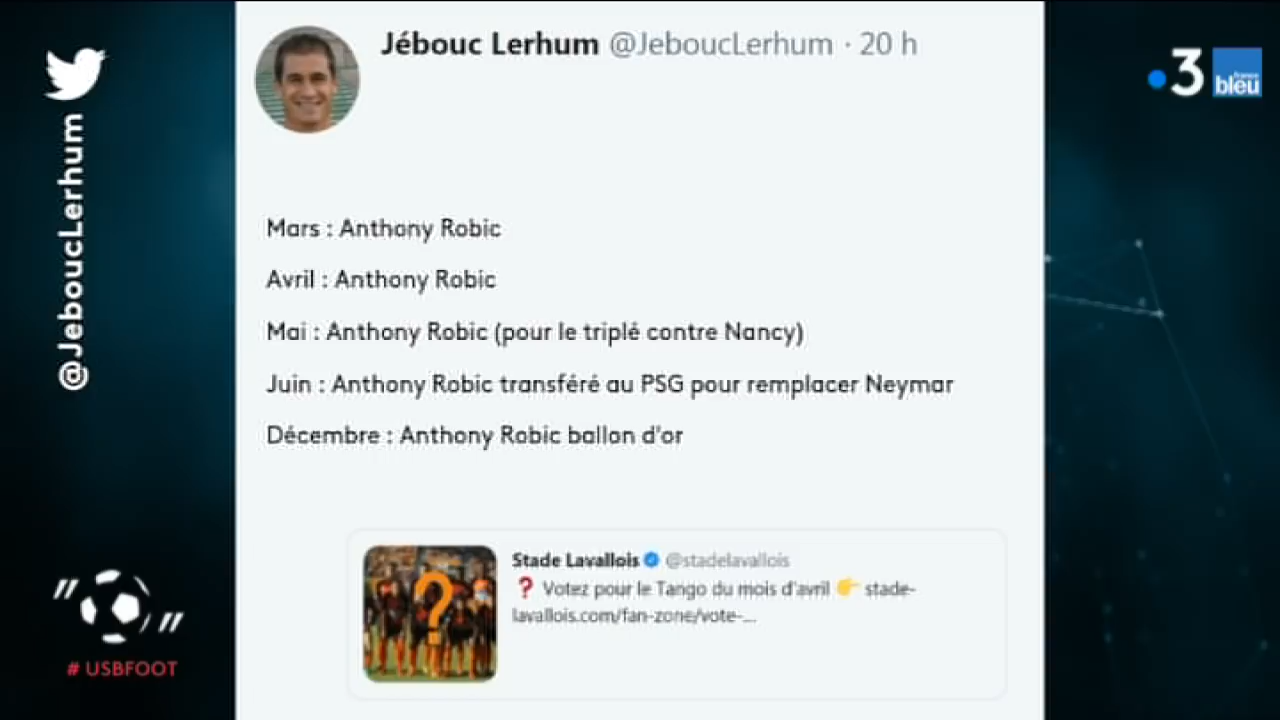 Jébouc Lerhum @JeboucLerhum · 20 h
3
france
bleu
@JeboucLerhum
Mars : Anthony Robic
Avril : Anthony Robic
Mai : Anthony Robic (pour le triplé contre Nancy)
Juin : Anthony Robic transféré au PSG pour remplacer Neymar
Décembre : Anthony Robic ballon d'or
Stade Lavallois @stadelavallois
❓ Votez pour le Tango du mois d'avril 👉 stade-
lavallois.com/fan-zone/vote-...
# USBFOOT